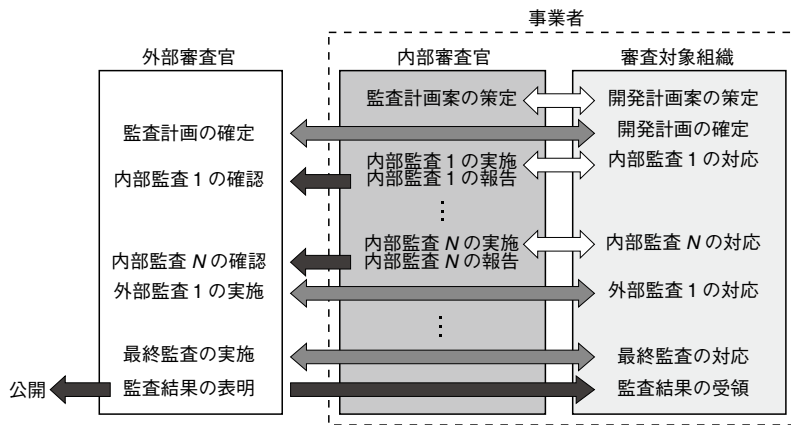 事業者
外部審査官 内部審査官 審査対象組織
監査計画案の策定 開発計画案の策定
監査計画の確定 開発計画の確定
内部監査1の実施 内部監査1の対応
内部監査1の確認 内部監査1の報告
⋮
内部監査Nの実施 内部監査Nの対応
内部監査Nの確認 内部監査Nの報告
外部監査1の実施 外部監査1の対応
⋮
最終監査の実施 最終監査の対応
公開 監査結果の表明 監査結果の受領